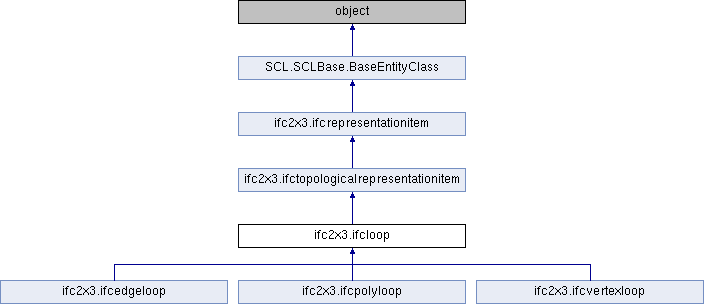 object
SCL.SCLBase.BaseEntityClass
ifc2x3.ifcrepresentationitem
ifc2x3.ifctopologicalrepresentationitem
ifc2x3.ifcloop
ifc2x3.ifcedgeloop
ifc2x3.ifcpolyloop
ifc2x3.ifcvertexloop